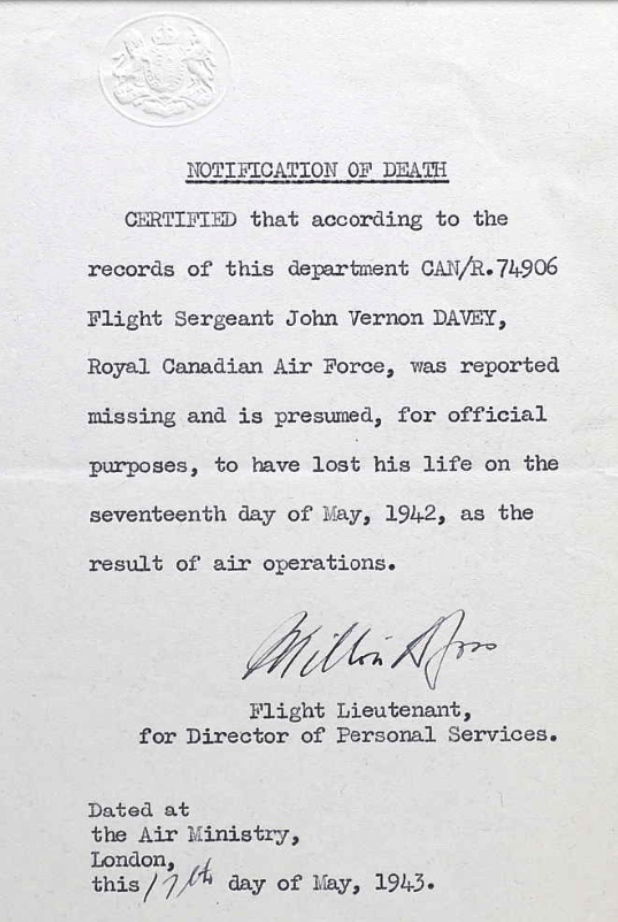 NOTIFICATION OF DEATH
CERTIFIED that according to the
records of this department CAN/R.74906
Flight Sergeant John Vernon DAVEY,
Royal Canadian Air Force, was reported
missing and is presumed, for official
purposes, to have lost his life on the
seventeenth day of May, 1942, as the
result of air operations.
Flight Lieutenant,
for Director of Personal Services.
Dated at
the Air Ministry,
London,
this 17th day of May, 1943.